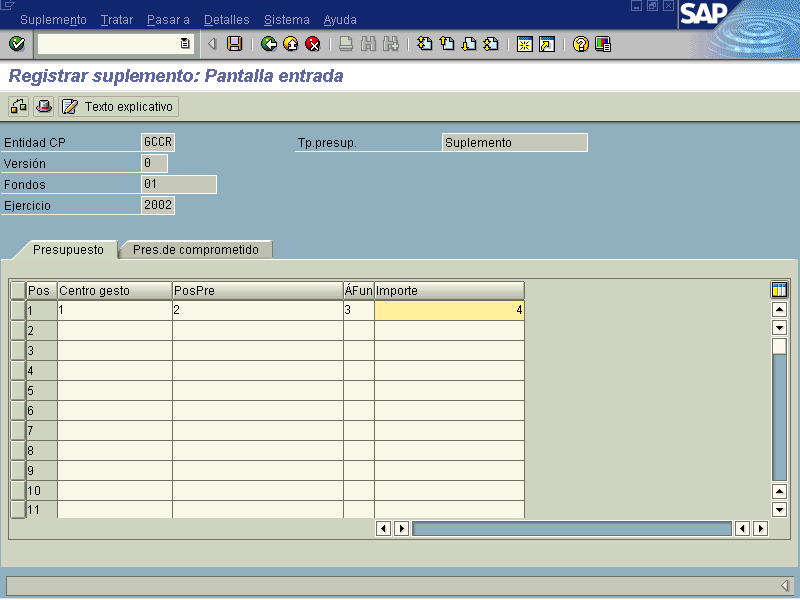 Suplemento Tratar Pasar a Detalles Sistema Ayuda
SAP
Registrar suplemento: Pantalla entrada
Texto explicativo
Entidad CP GCCR Tp.presup. Suplemento
Versión 0
Fondos 01
Ejercicio 2002
Presupuesto Pres.de comprometido
Pos Centro gesto PosPre ÁFun Importe
1 1 2 3 4
2
3
4
5
6
7
8
9
10
11